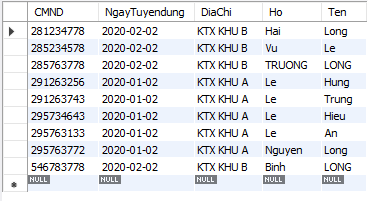 CMND NgayTuyendung DiaChi Ho Ten
281234778 2020-02-02 KTX KHU B Hai Long
285234578 2020-02-02 KTX KHU B Vu Le
285763778 2020-02-02 KTX KHU B TRUONG LONG
291263256 2020-01-02 KTX KHU A Le Hung
291263743 2020-01-02 KTX KHU A Le Trung
295734643 2020-01-02 KTX KHU A Le Hieu
295763133 2020-01-02 KTX KHU A Le An
295763772 2020-01-02 KTX KHU A Nguyen Long
546783778 2020-02-02 KTX KHU B Binh LONG
NULL NULL NULL NULL NULL